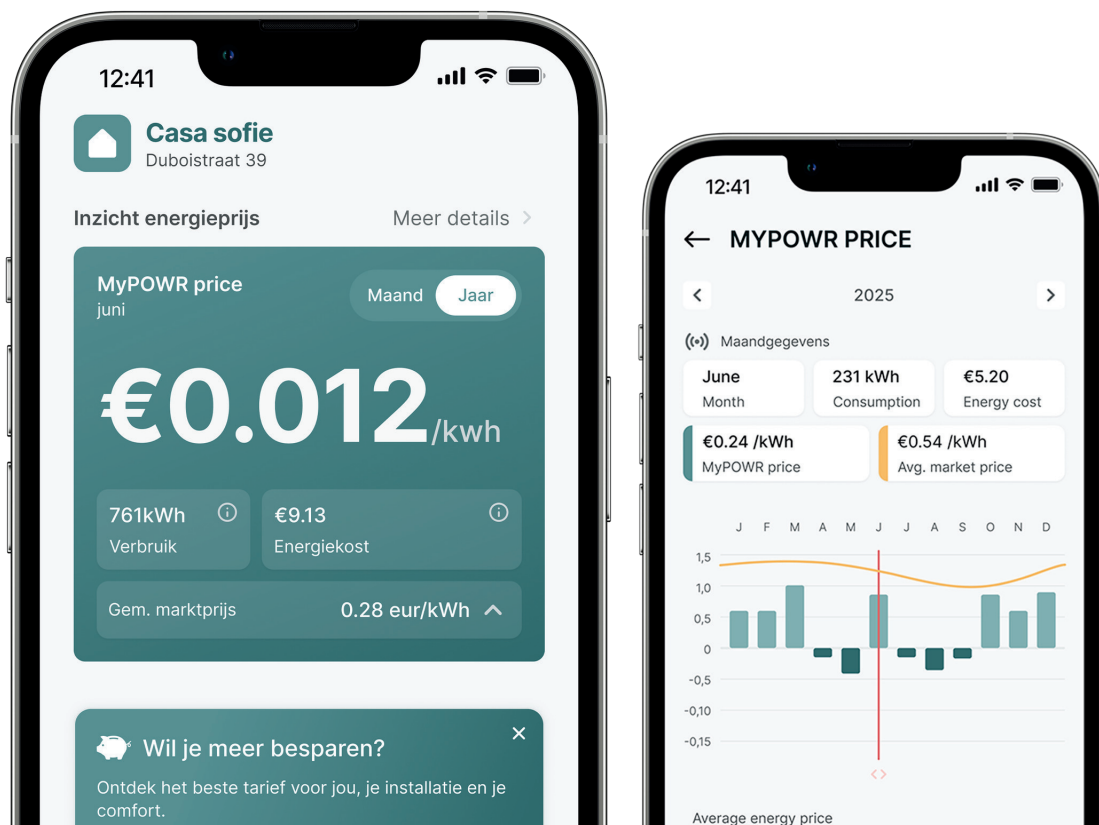 12:41
Casa sofie
Duboistraat 39
Inzicht energieprijs
Meer details
MyPOWR price
juni
Maand
Jaar
€0.012/kwh
761kWh
Verbruik
€9.13
Energiekost
Gem. marktprijs
0.28 eur/kWh
Wil je meer besparen?
Ontdek het beste tarief voor jou, je installatie en je
comfort.
12:41
MYPOWR PRICE
2025
Maandgegevens
June
Month
231 kWh
Consumption
€5.20
Energy cost
€0.24 /kWh
MyPOWR price
€0.54 /kWh
Avg. market price
J F M A M J J A S O N D
1,5
1,0
0,5
0
-0,5
-0,10
-0,15
Average energy price